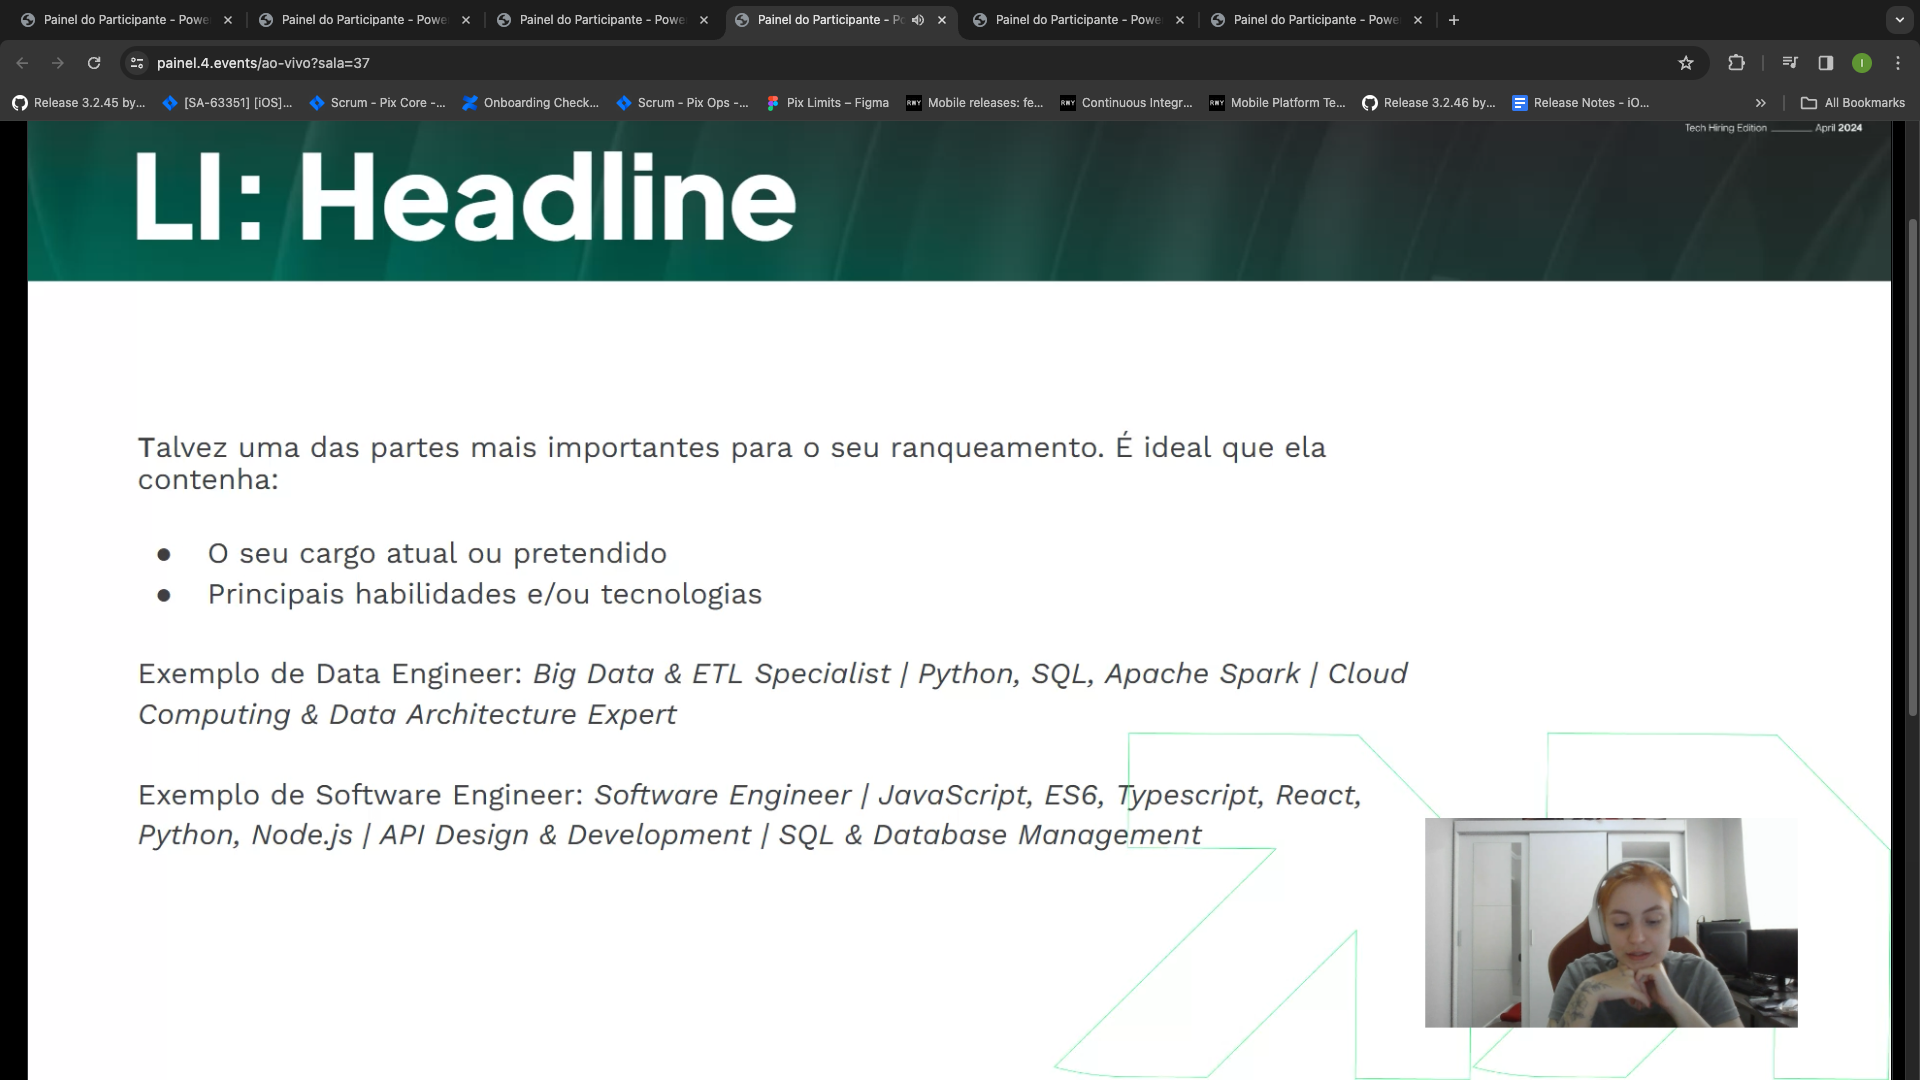 Painel do Participante - Powe
Painel do Participante - Powe
Painel do Participante - Powe
Painel do Participante - Po
Painel do Participante - Powe
Painel do Participante - Powe
painel.4.events/ao-vivo?sala=37
I
Release 3.2.45 by...
[SA-63351] [iOS]...
Scrum - Pix Core -...
Onboarding Check...
Scrum - Pix Ops -...
Pix Limits – Figma
RWY Mobile releases: fe...
RWY Continuous Integr...
RWY Mobile Platform Te...
Release 3.2.46 by...
Release Notes - iO...
All Bookmarks
Tech Hiring Edition ______ April 2024
LI: Headline
Talvez uma das partes mais importantes para o seu ranqueamento. É ideal que ela
contenha:
● O seu cargo atual ou pretendido
● Principais habilidades e/ou tecnologias
Exemplo de Data Engineer: Big Data & ETL Specialist | Python, SQL, Apache Spark | Cloud
Computing & Data Architecture Expert
Exemplo de Software Engineer: Software Engineer | JavaScript, ES6, Typescript, React,
Python, Node.js | API Design & Development | SQL & Database Management